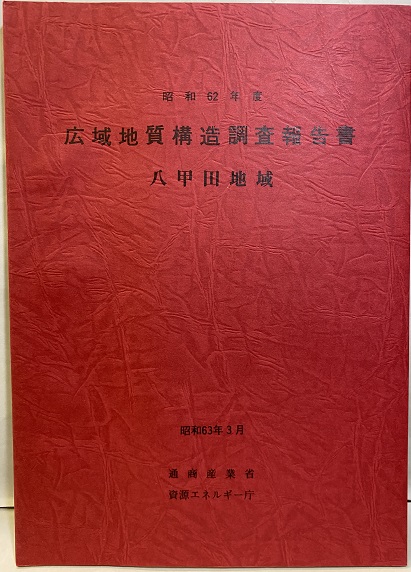 昭和62年度
広域地質構造調査報告書
八甲田地域
昭和63年3月
通商産業省
資源エネルギー庁